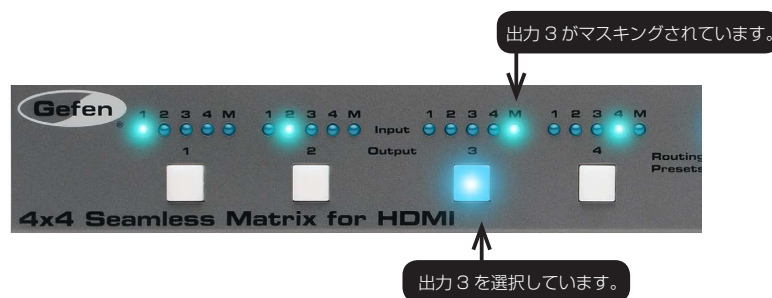 出力 3 がマスキングされています。
Gefen
1 2 3 4 M 1 2 3 4 M Input 1 2 3 4 M 1 2 3 4 M
1 2 Output 3 4
Routing
Presets
4x4 Seamless Matrix for HDMI
出力 3 を選択しています。